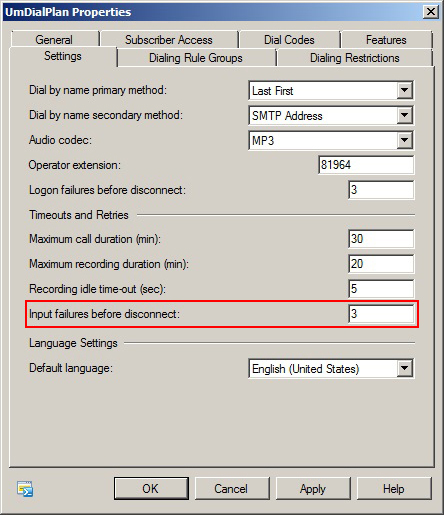 UmDialPlan Properties
General Subscriber Access Dial Codes Features
Settings Dialing Rule Groups Dialing Restrictions
Dial by name primary method: Last First
Dial by name secondary method: SMTP Address
Audio codec: MP3
Operator extension: 81964
Logon failures before disconnect: 3
Timeouts and Retries
Maximum call duration (min): 30
Maximum recording duration (min): 20
Recording idle time-out (sec): 5
Input failures before disconnect: 3
Language Settings
Default language: English (United States)
OK Cancel Apply Help